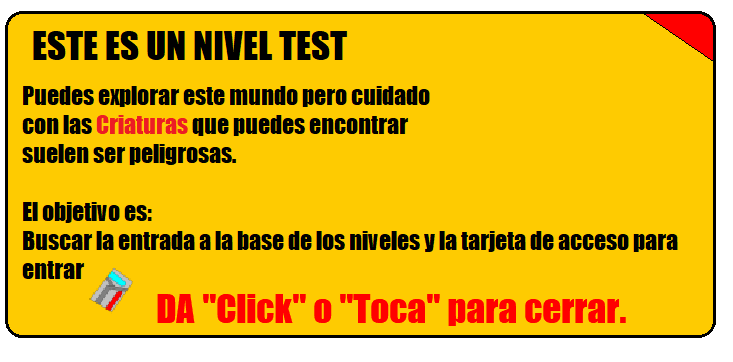 ESTE ES UN NIVEL TEST
Puedes explorar este mundo pero cuidado
con las Criaturas que puedes encontrar
suelen ser peligrosas.
El objetivo es:
Buscar la entrada a la base de los niveles y la tarjeta de acceso para
entrar
DA "Click" o "Toca" para cerrar.